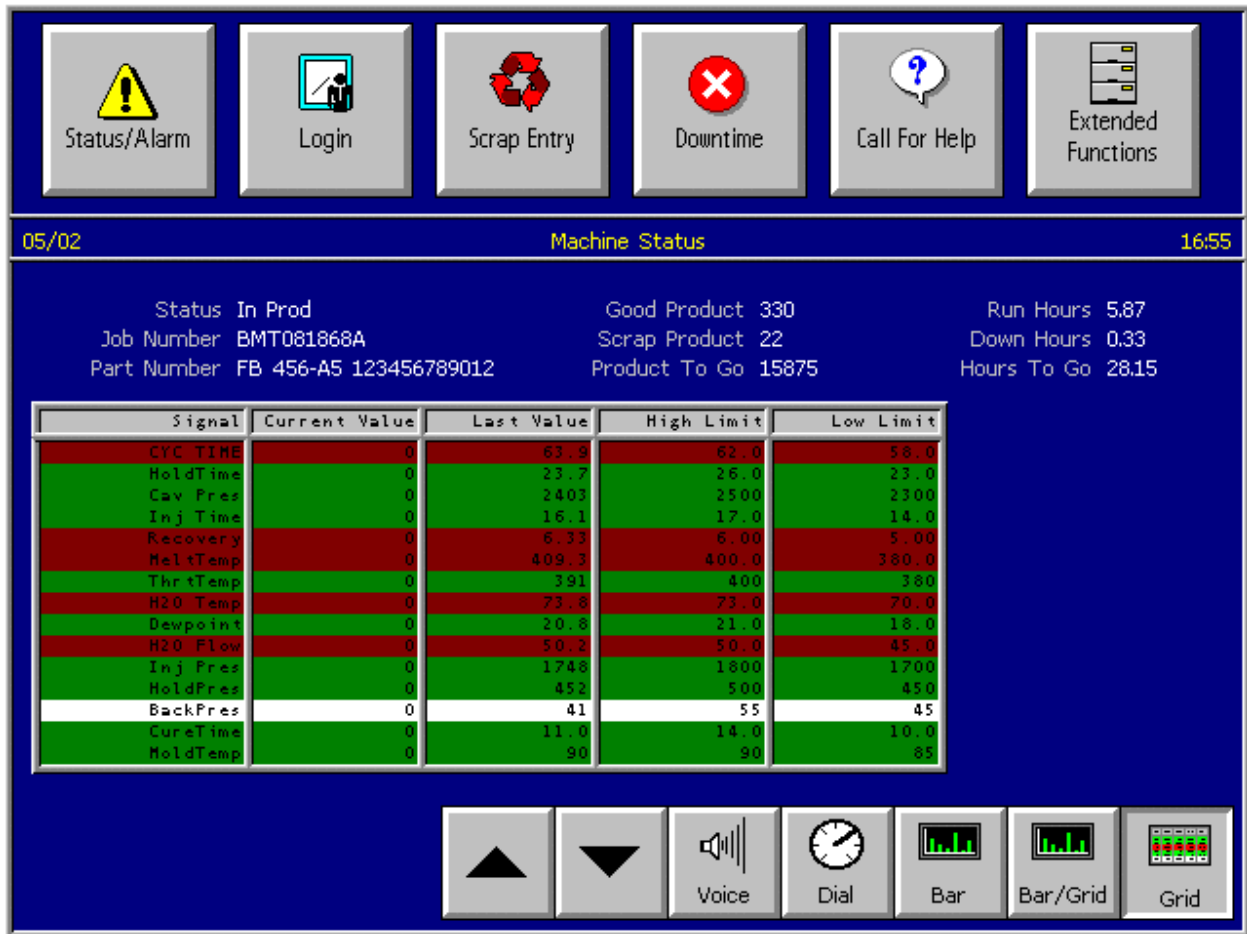 Status/Alarm Login Scrap Entry Downtime Call For Help Extended Functions
05/02 Machine Status 16:55
Status In Prod Good Product 330 Run Hours 5.87
Job Number BMT081868A Scrap Product 22 Down Hours 0.33
Part Number FB 456-A5 123456789012 Product To Go 15875 Hours To Go 28.15
Signal Current Value Last Value High Limit Low Limit
CYC TIME 0 63.9 62.0 58.0
HoldTime 0 23.7 26.0 23.0
Cav Pres 0 2403 2500 2300
Inj Time 0 16.1 17.0 14.0
Recovery 0 6.33 6.00 5.00
MeltTemp 0 409.3 400.0 380.0
ThrtTemp 0 391 400 380
H2O Temp 0 73.8 73.0 70.0
Dewpoint 0 20.8 21.0 18.0
H2O Flow 0 50.2 50.0 45.0
Inj Pres 0 1748 1800 1700
HoldPres 0 452 500 450
BackPres 0 41 55 45
CureTime 0 11.0 14.0 10.0
MoldTemp 0 90 90 85
Voice Dial Bar Bar/Grid Grid